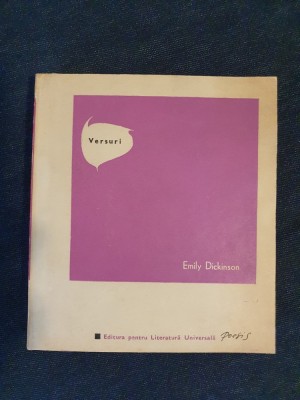 Versuri
Emily Dickinson
Editura pentru Literatură Universală poesis